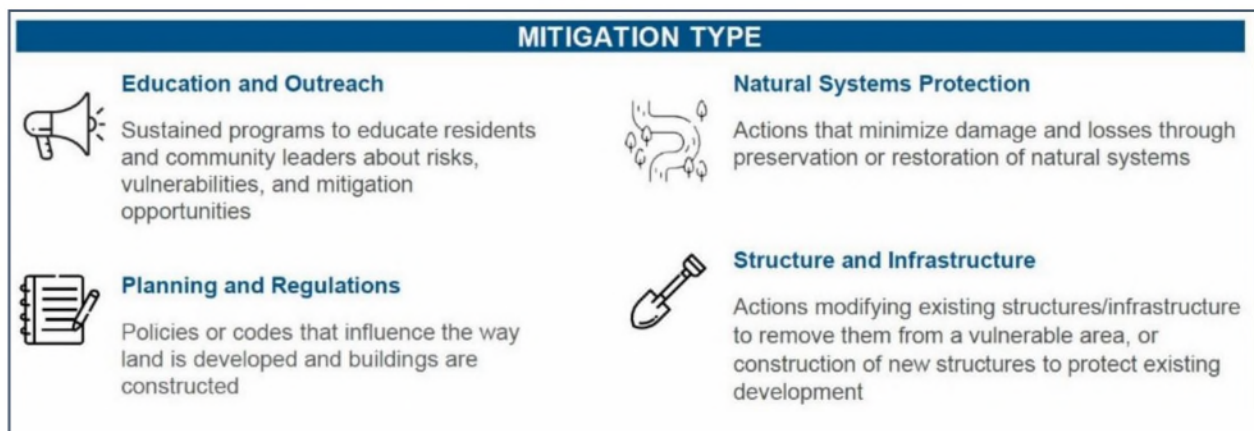 MITIGATION TYPE
Education and Outreach
Sustained programs to educate residents
and community leaders about risks,
vulnerabilities, and mitigation
opportunities
Natural Systems Protection
Actions that minimize damage and losses through
preservation or restoration of natural systems
Planning and Regulations
Policies or codes that influence the way
land is developed and buildings are
constructed
Structure and Infrastructure
Actions modifying existing structures/infrastructure
to remove them from a vulnerable area, or
construction of new structures to protect existing
development